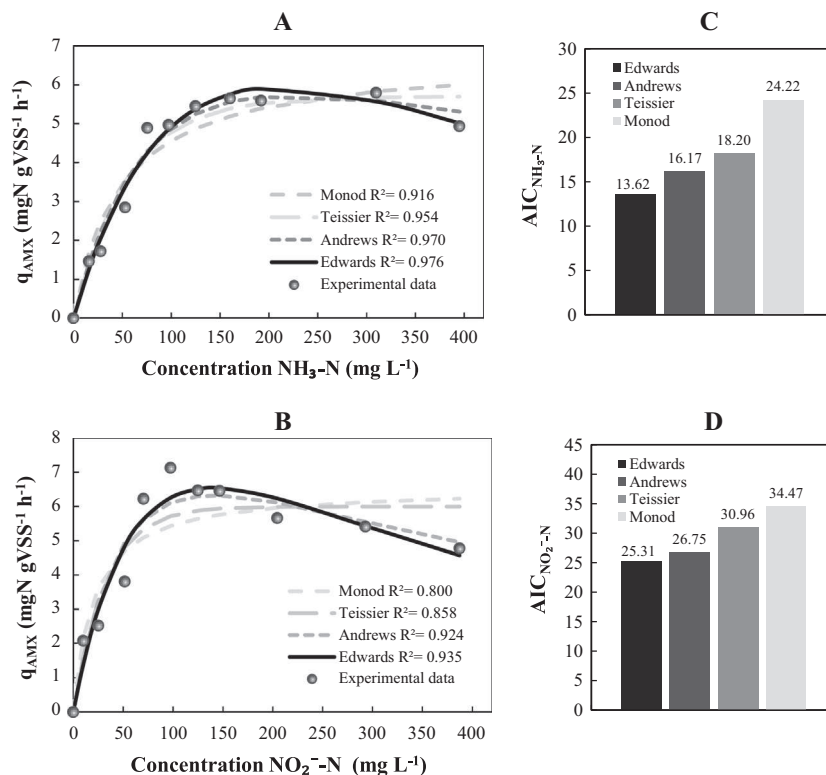 A
q_AMX (mgN gVSS⁻¹ h⁻¹)
7
6
5
4
3
2
1
0
Monod R²= 0.916
Teissier R²= 0.954
Andrews R²= 0.970
Edwards R²= 0.976
Experimental data
0 50 100 150 200 250 300 350 400
Concentration NH₃-N (mg L⁻¹)
C
AIC_NH₃-N
30
25
20
15
10
5
0
Edwards
Andrews
Teissier
Monod
13.62
16.17
18.20
24.22
B
q_AMX (mgN gVSS⁻¹ h⁻¹)
8
7
6
5
4
3
2
1
0
Monod R²= 0.800
Teissier R²= 0.858
Andrews R²= 0.924
Edwards R²= 0.935
Experimental data
0 50 100 150 200 250 300 350 400
Concentration NO₂⁻-N (mg L⁻¹)
D
AIC_NO₂⁻-N
45
40
35
30
25
20
15
10
5
0
Edwards
Andrews
Teissier
Monod
25.31
26.75
30.96
34.47